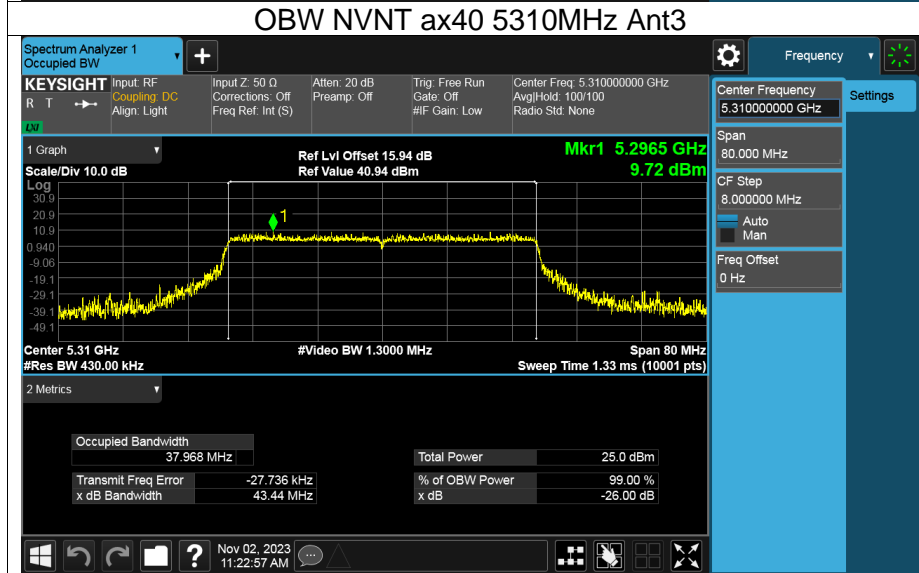 OBW NVNT ax40 5310MHz Ant3
Spectrum Analyzer 1
Occupied BW
+
Frequency
KEYSIGHT
R T
LXI
Input: RF
Coupling: DC
Align: Light
Input Z: 50 Ω
Corrections: Off
Freq Ref: Int (S)
Atten: 20 dB
Preamp: Off
Trig: Free Run
Gate: Off
#IF Gain: Low
Center Freq: 5.310000000 GHz
Avg|Hold: 100/100
Radio Std: None
Center Frequency
5.310000000 GHz
Settings
Span
80.000 MHz
CF Step
8.000000 MHz
Auto
Man
Freq Offset
0 Hz
1 Graph
Scale/Div 10.0 dB
Ref Lvl Offset 15.94 dB
Ref Value 40.94 dBm
Mkr1 5.2965 GHz
9.72 dBm
Log
30.9
20.9
10.9
0.940
-9.06
-19.1
-29.1
-39.1
-49.1
1
Center 5.31 GHz
#Video BW 1.3000 MHz
Span 80 MHz
#Res BW 430.00 kHz
Sweep Time 1.33 ms (10001 pts)
2 Metrics
Occupied Bandwidth
37.968 MHz
Total Power 25.0 dBm
Transmit Freq Error -27.736 kHz
% of OBW Power 99.00 %
x dB Bandwidth 43.44 MHz
x dB -26.00 dB
?
Nov 02, 2023
11:22:57 AM